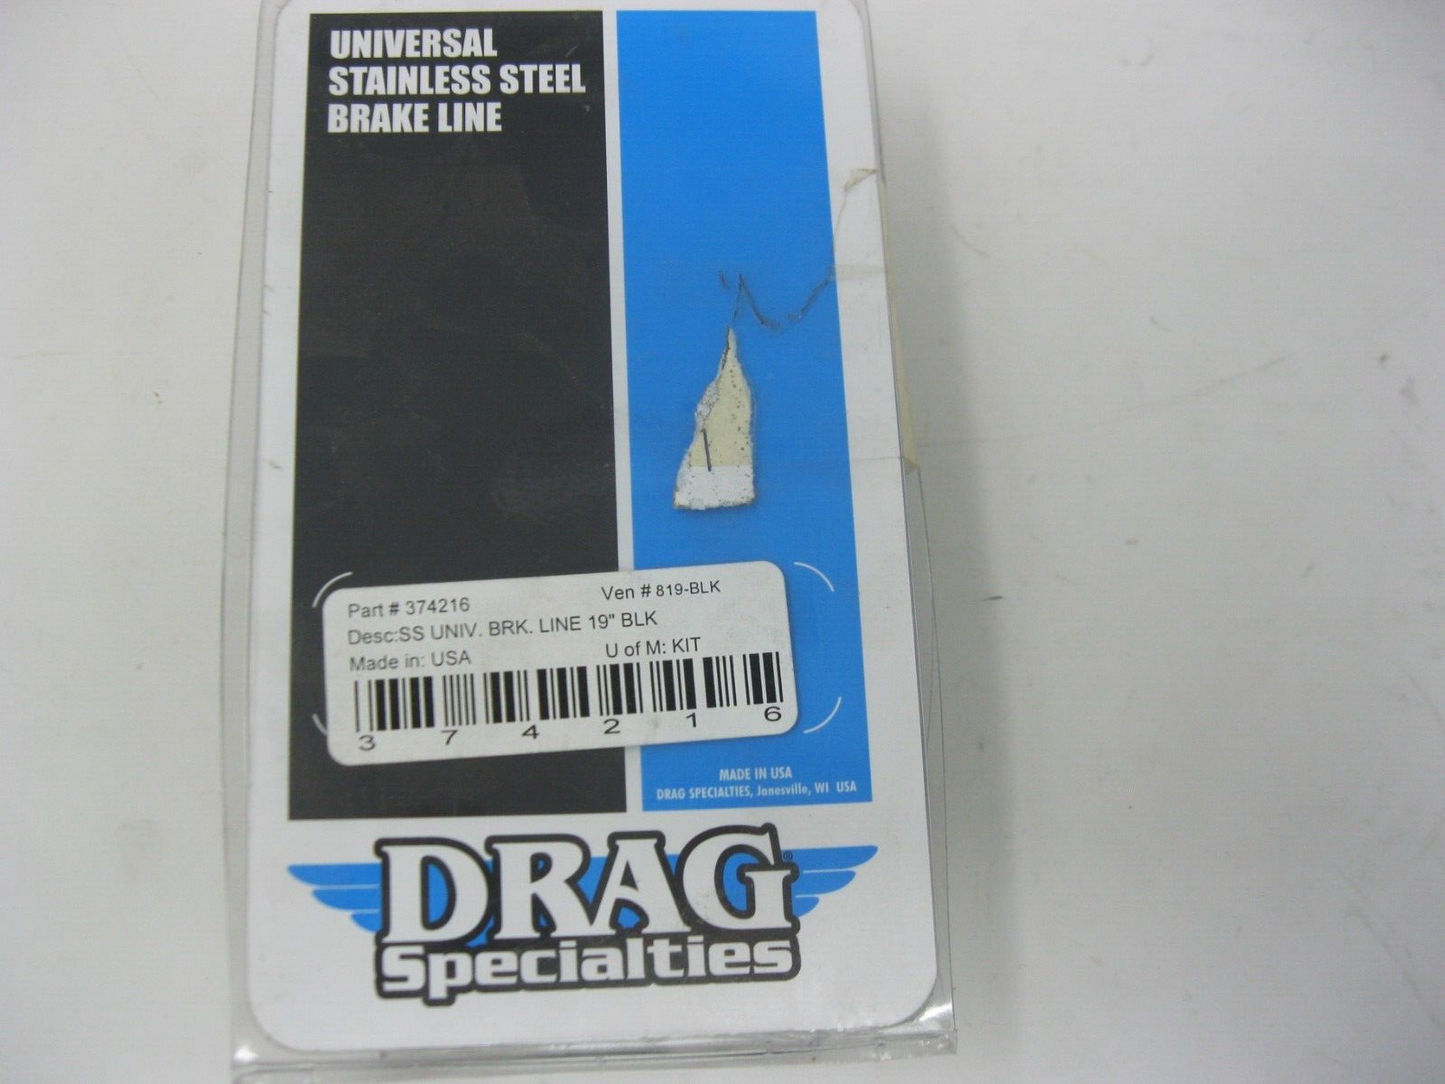 UNIVERSAL
STAINLESS STEEL
BRAKE LINE
Part # 374216 Ven # 819-BLK
Desc:SS UNIV. BRK. LINE 19" BLK
Made in: USA U of M: KIT
3 7 4 2 1 6
MADE IN USA
DRAG SPECIALTIES, Janesville, WI USA
DRAG®
Specialties